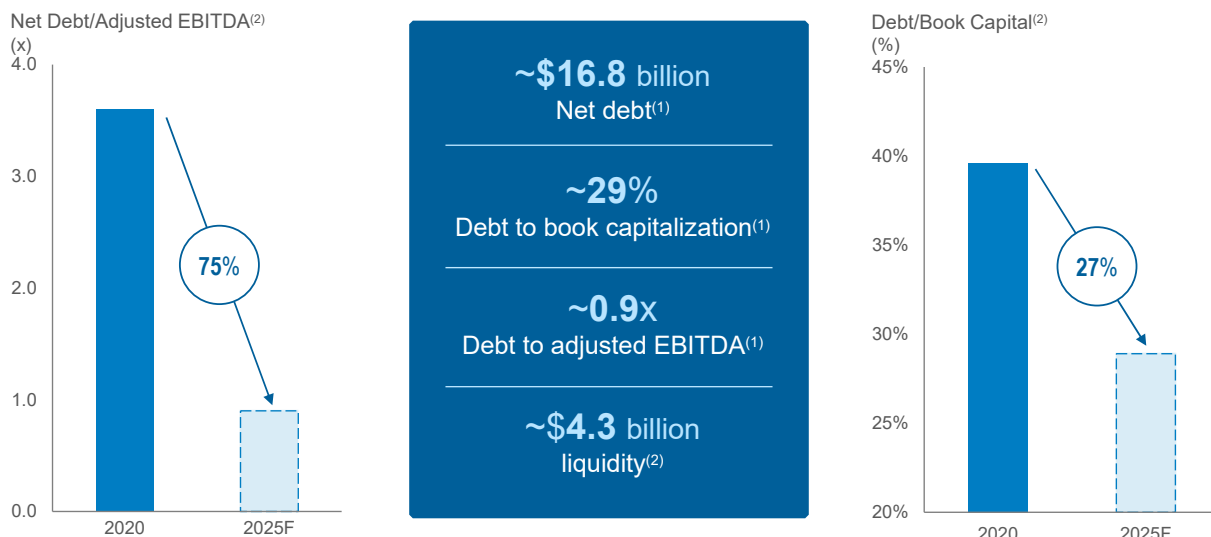 Net Debt/Adjusted EBITDA(2)
(x)
4.0
3.0
2.0
1.0
0.0
75%
2020
2025F
~$16.8 billion
Net debt(1)
~29%
Debt to book capitalization(1)
~0.9x
Debt to adjusted EBITDA(1)
~$4.3 billion
liquidity(2)
Debt/Book Capital(2)
(%)
45%
40%
35%
30%
25%
20%
27%
2020
2025F